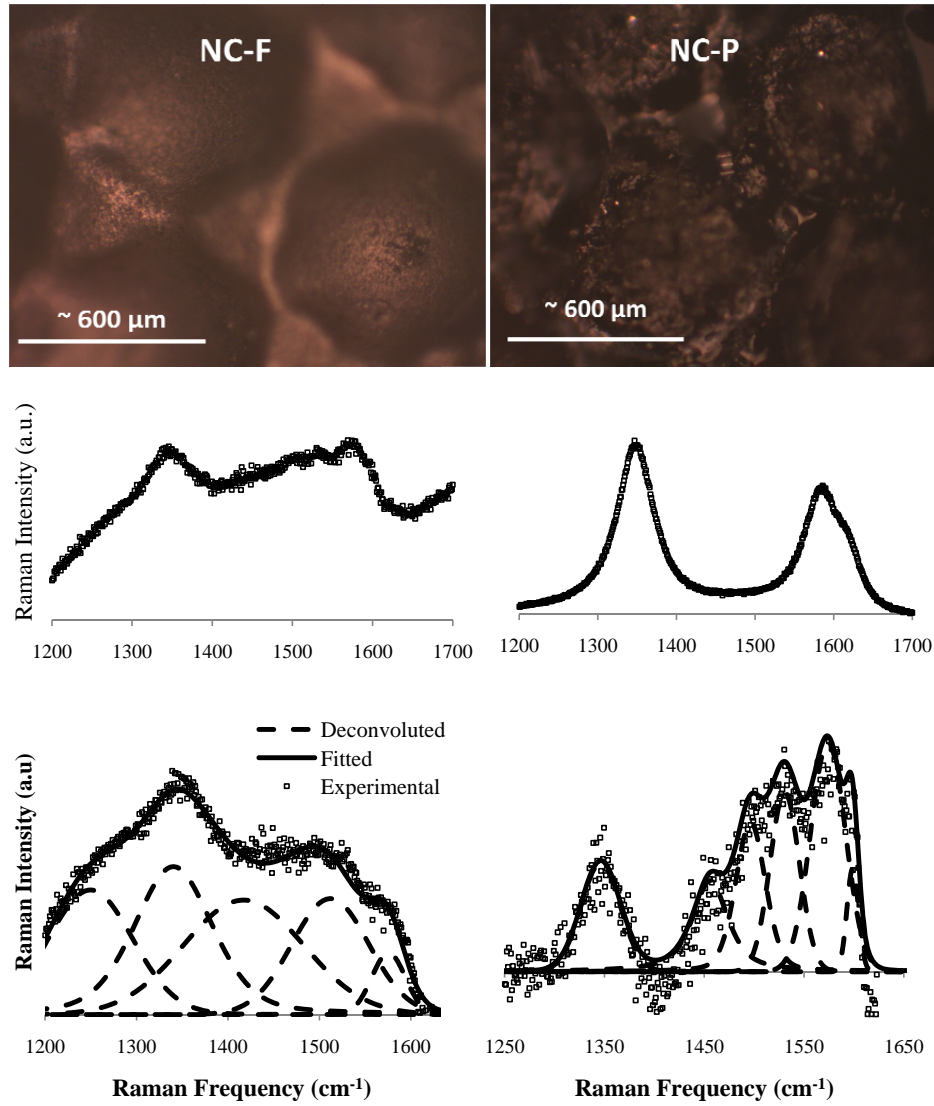 NC-F
NC-P
~ 600 µm
~ 600 µm
Raman Intensity (a.u.)
1200 1300 1400 1500 1600 1700
1200 1300 1400 1500 1600 1700
Deconvoluted
Fitted
Experimental
Raman Intensity (a.u)
1200 1300 1400 1500 1600
1250 1350 1450 1550 1650
Raman Frequency (cm⁻¹)
Raman Frequency (cm⁻¹)